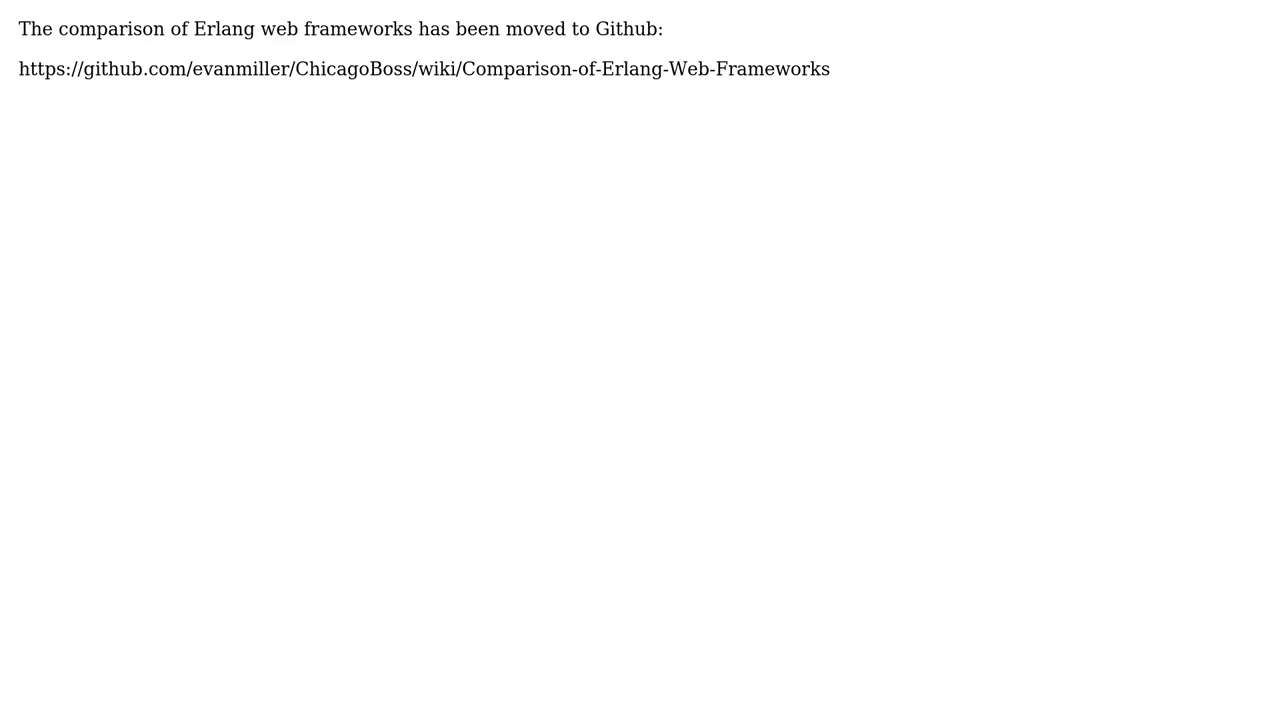 The comparison of Erlang web frameworks has been moved to Github:
https://github.com/evanmiller/ChicagoBoss/wiki/Comparison-of-Erlang-Web-Frameworks